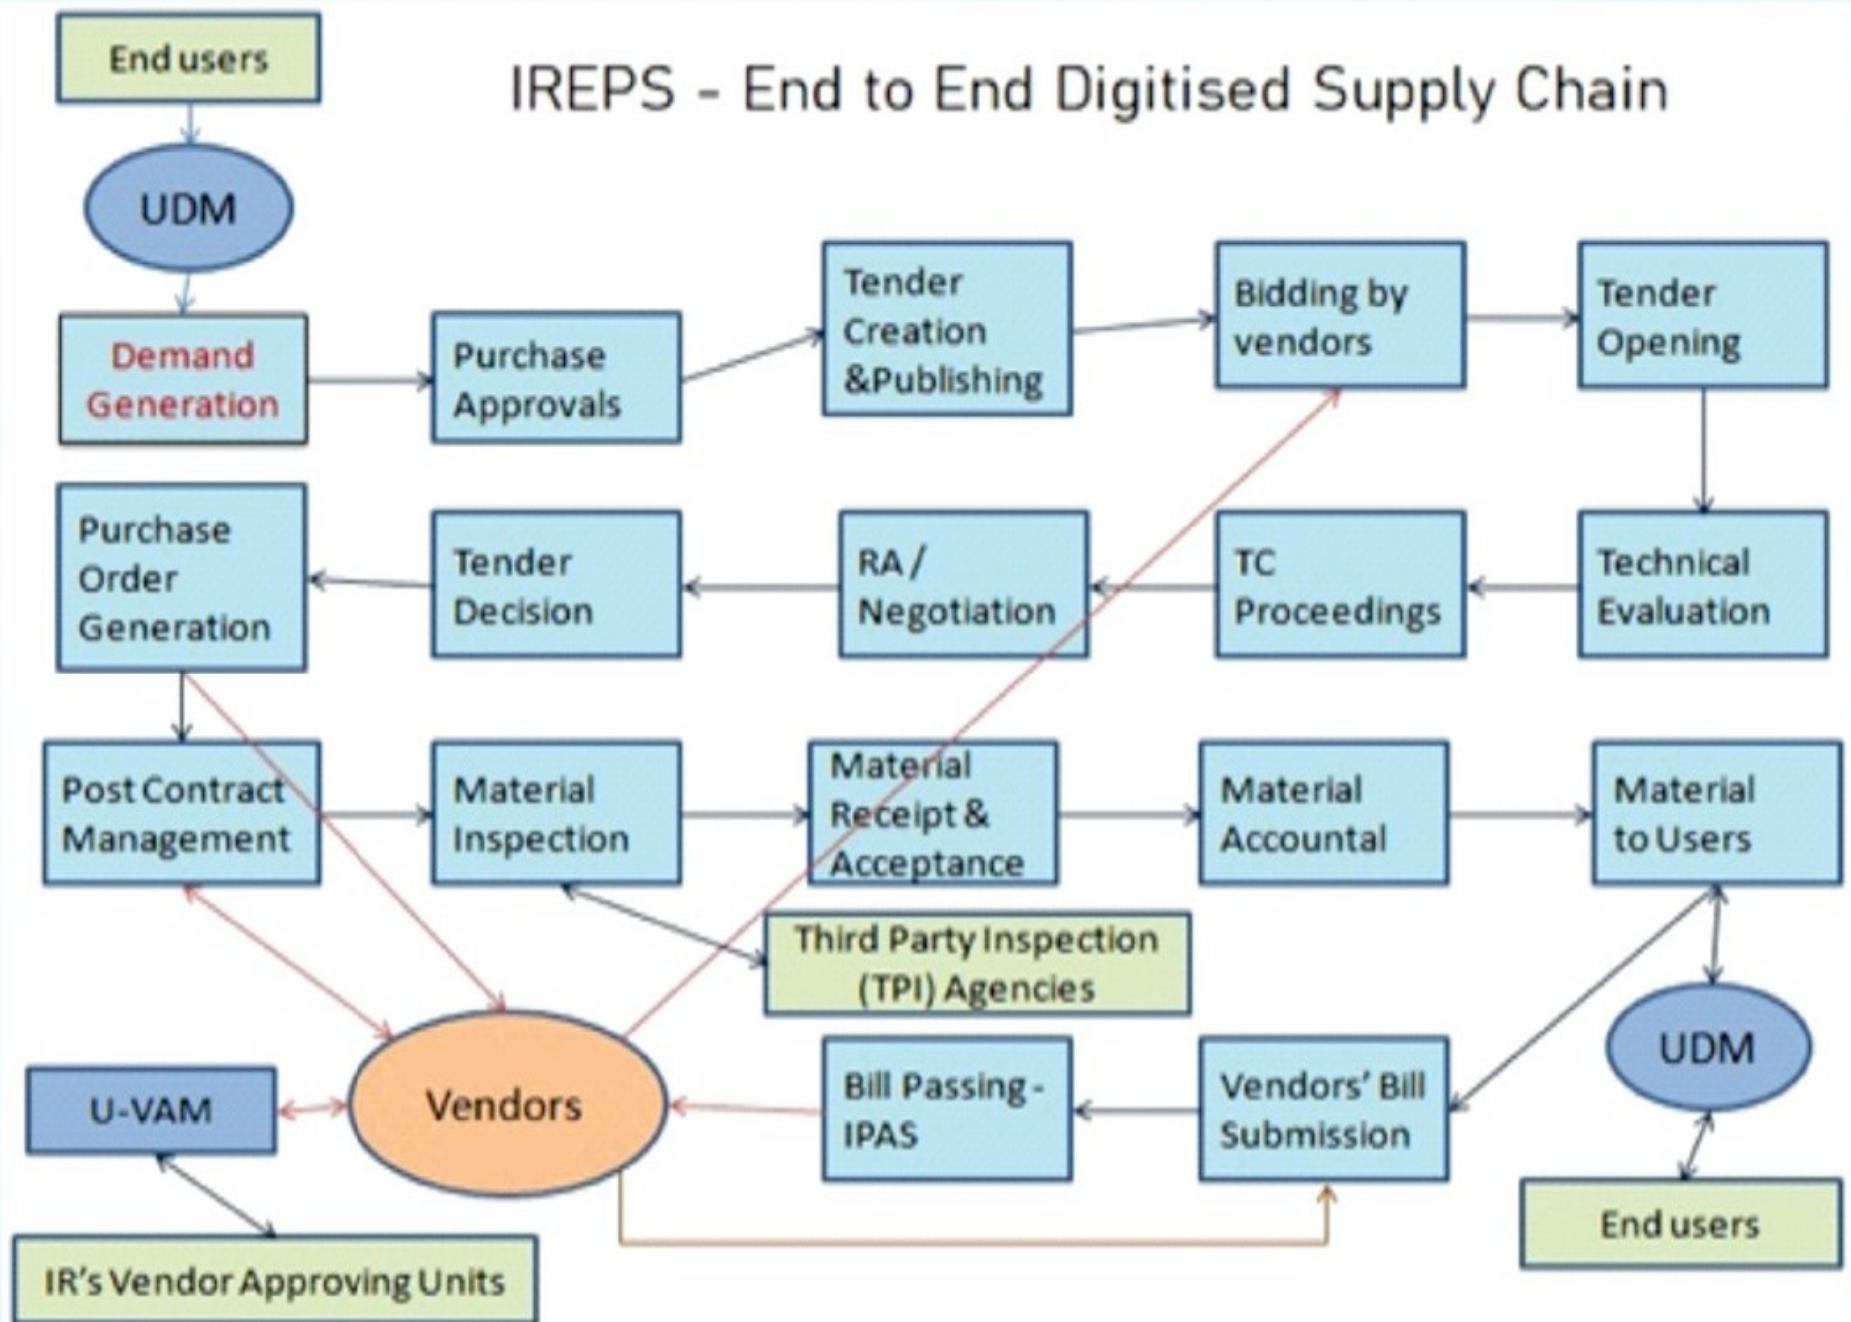 End users
IREPS - End to End Digitised Supply Chain
UDM
Demand
Generation
Purchase
Approvals
Tender
Creation
&Publishing
Bidding by
vendors
Tender
Opening
Purchase
Order
Generation
Tender
Decision
RA /
Negotiation
TC
Proceedings
Technical
Evaluation
Post Contract
Management
Material
Inspection
Material
Receipt &
Acceptance
Material
Accountal
Material
to Users
Third Party Inspection
(TPI) Agencies
UDM
U-VAM
Vendors
Bill Passing -
IPAS
Vendors' Bill
Submission
End users
IR's Vendor Approving Units